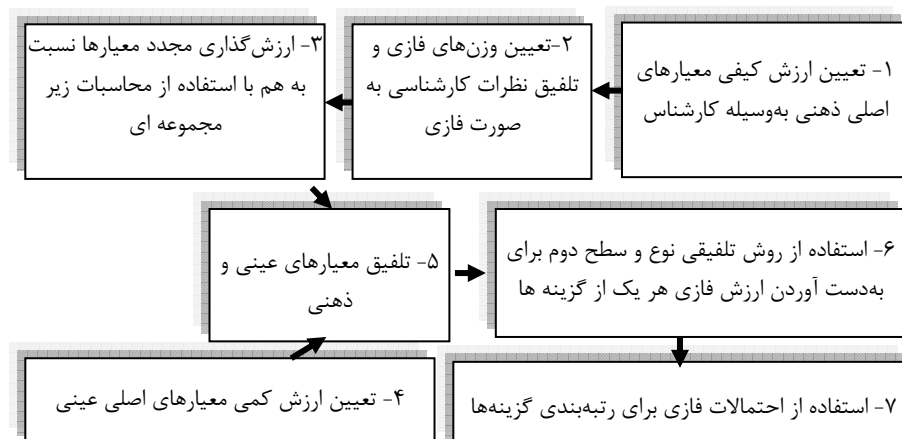 ۱- تعیین ارزش کیفی معیارهای
اصلی ذهنی به‌وسیله کارشناس
۲-تعیین وزن‌های فازی و
تلفیق نظرات کارشناسی به
صورت فازی
۳- ارزش‌گذاری مجدد معیارها نسبت
به هم با استفاده از محاسبات زیر
مجموعه ای
۴- تعیین ارزش کمی معیارهای اصلی عینی
۵- تلفیق معیارهای عینی و
ذهنی
۶- استفاده از روش تلفیقی نوع و سطح دوم برای
به‌دست آوردن ارزش فازی هر یک از گزینه ها
۷- استفاده از احتمالات فازی برای رتبه‌بندی گزینه‌ها